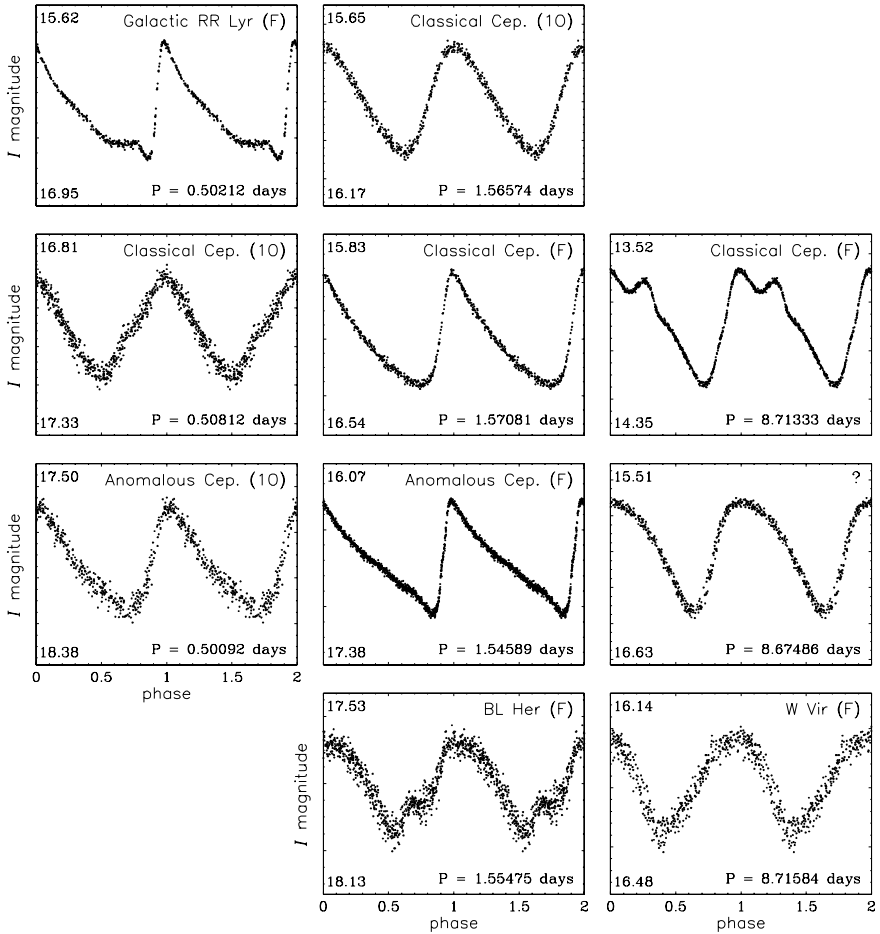 15.62
Galactic RR Lyr (F)
I magnitude
16.95
P = 0.50212 days
15.65
Classical Cep. (1O)
16.17
P = 1.56574 days
16.81
Classical Cep. (1O)
I magnitude
17.33
P = 0.50812 days
15.83
Classical Cep. (F)
16.54
P = 1.57081 days
13.52
Classical Cep. (F)
14.35
P = 8.71333 days
17.50
Anomalous Cep. (1O)
I magnitude
18.38
P = 0.50092 days
0 0.5 1 1.5 2
phase
16.07
Anomalous Cep. (F)
17.38
P = 1.54589 days
15.51
?
16.63
P = 8.67486 days
17.53
BL Her (F)
I magnitude
18.13
P = 1.55475 days
0 0.5 1 1.5 2
phase
16.14
W Vir (F)
16.48
P = 8.71584 days
0 0.5 1 1.5 2
phase